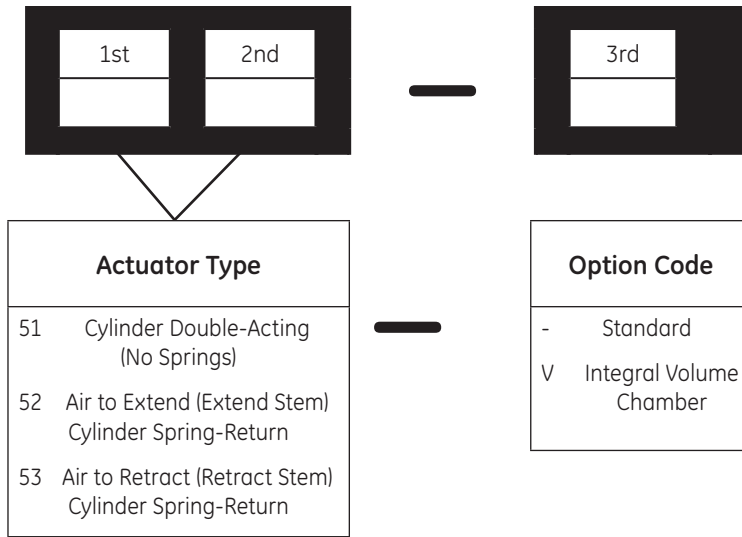 1st 2nd 3rd
Actuator Type
51 Cylinder Double-Acting
(No Springs)
52 Air to Extend (Extend Stem)
Cylinder Spring-Return
53 Air to Retract (Retract Stem)
Cylinder Spring-Return
Option Code
- Standard
V Integral Volume
Chamber